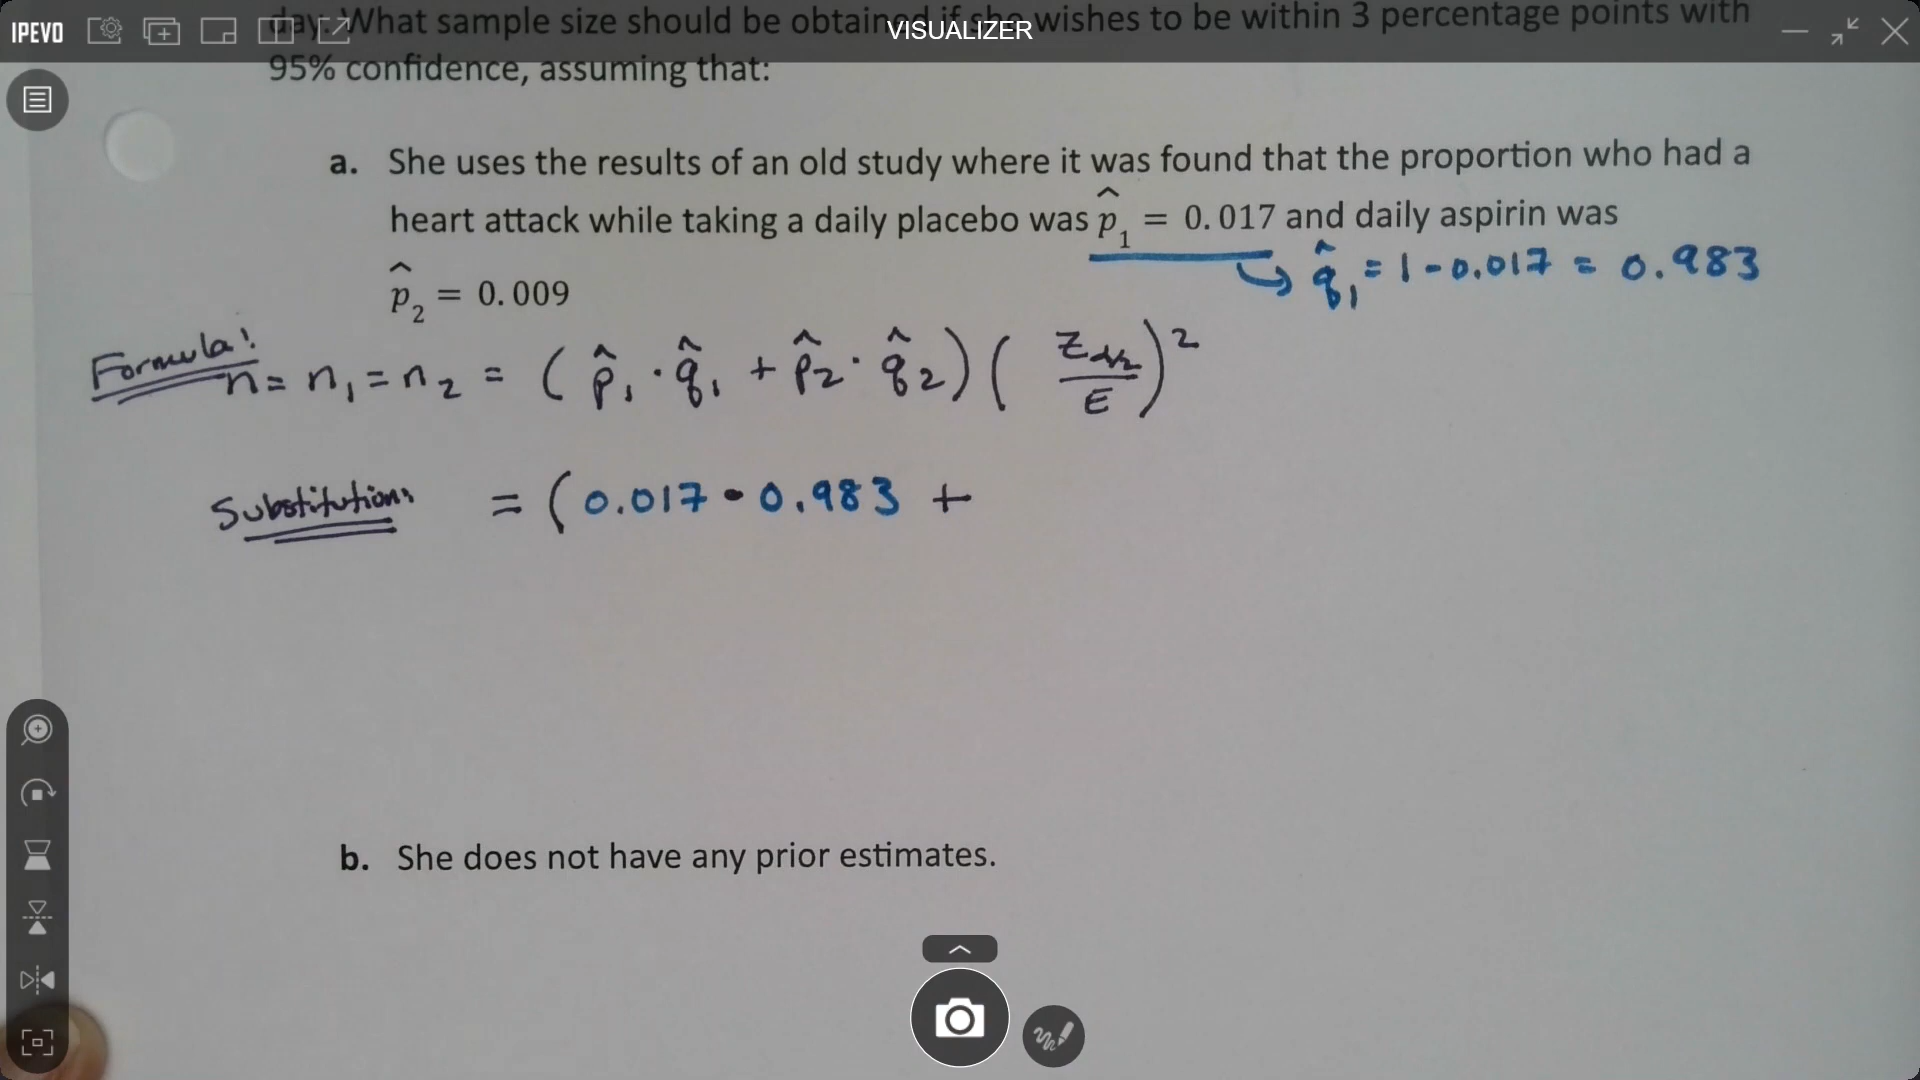 IPEVO VISUALIZER
day. What sample size should be obtained if she wishes to be within 3 percentage points with
95% confidence, assuming that:
a. She uses the results of an old study where it was found that the proportion who had a
heart attack while taking a daily placebo was p̂₁ = 0.017 and daily aspirin was
q̂₁ = 1 - 0.017 = 0.983
p̂₂ = 0.009
Formula! n = n₁ = n₂ = (p̂₁ · q̂₁ + p̂₂ · q̂₂)(Zα/2 / E)²
Substitutions = (0.017 · 0.983 +
b. She does not have any prior estimates.